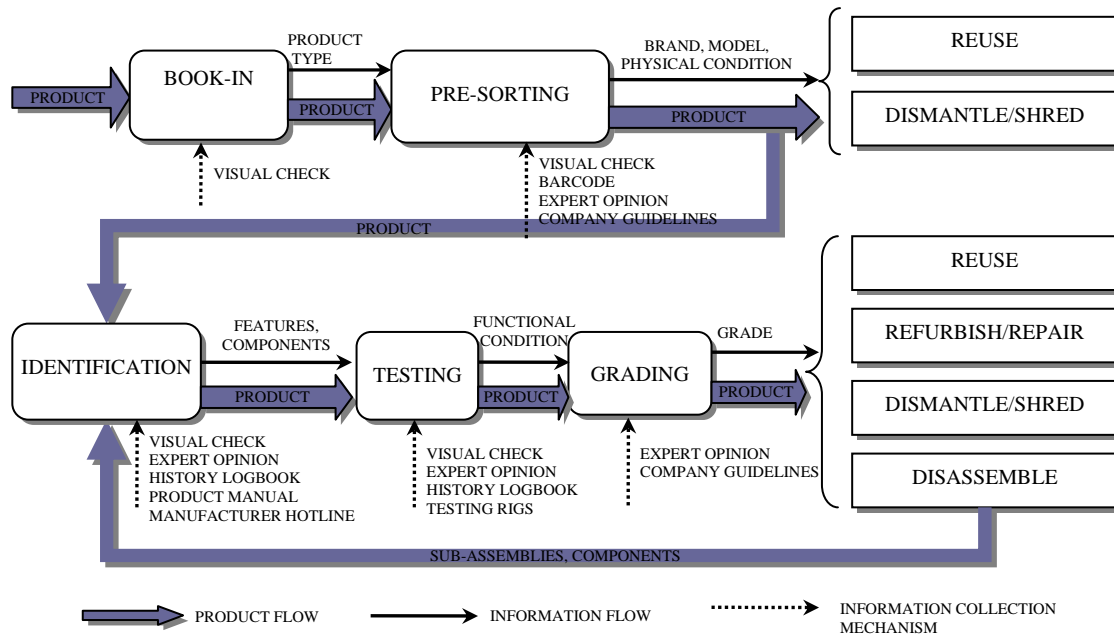 PRODUCT
BOOK-IN
PRODUCT
TYPE
PRODUCT
VISUAL CHECK
PRE-SORTING
BRAND, MODEL,
PHYSICAL CONDITION
PRODUCT
VISUAL CHECK
BARCODE
EXPERT OPINION
COMPANY GUIDELINES
REUSE
DISMANTLE/SHRED
PRODUCT
IDENTIFICATION
FEATURES,
COMPONENTS
PRODUCT
VISUAL CHECK
EXPERT OPINION
HISTORY LOGBOOK
PRODUCT MANUAL
MANUFACTURER HOTLINE
TESTING
FUNCTIONAL
CONDITION
PRODUCT
VISUAL CHECK
EXPERT OPINION
HISTORY LOGBOOK
TESTING RIGS
GRADING
GRADE
PRODUCT
EXPERT OPINION
COMPANY GUIDELINES
REUSE
REFURBISH/REPAIR
DISMANTLE/SHRED
DISASSEMBLE
SUB-ASSEMBLIES, COMPONENTS
PRODUCT FLOW
INFORMATION FLOW
INFORMATION COLLECTION
MECHANISM